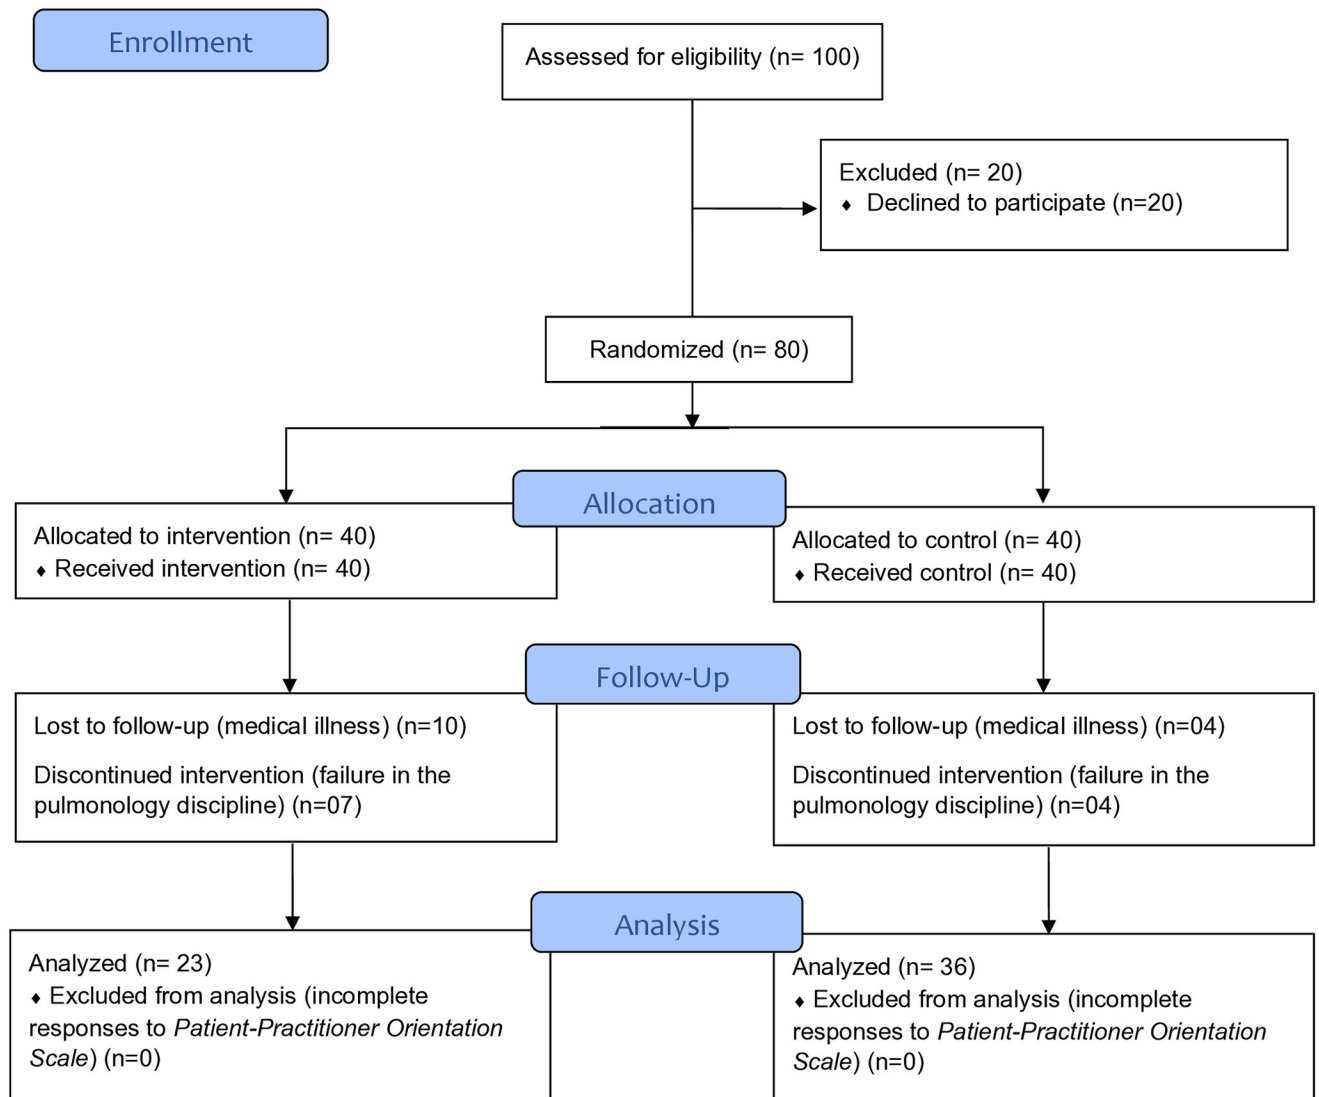 Enrollment
Assessed for eligibility (n= 100)
Excluded (n= 20)
♦ Declined to participate (n=20)
Randomized (n= 80)
Allocation
Allocated to intervention (n= 40)
♦ Received intervention (n= 40)
Allocated to control (n= 40)
♦ Received control (n= 40)
Follow-Up
Lost to follow-up (medical illness) (n=10)
Discontinued intervention (failure in the
pulmonology discipline) (n=07)
Lost to follow-up (medical illness) (n=04)
Discontinued intervention (failure in the
pulmonology discipline) (n=04)
Analysis
Analyzed (n= 23)
♦ Excluded from analysis (incomplete
responses to Patient-Practitioner Orientation
Scale) (n=0)
Analyzed (n= 36)
♦ Excluded from analysis (incomplete
responses to Patient-Practitioner Orientation
Scale) (n=0)